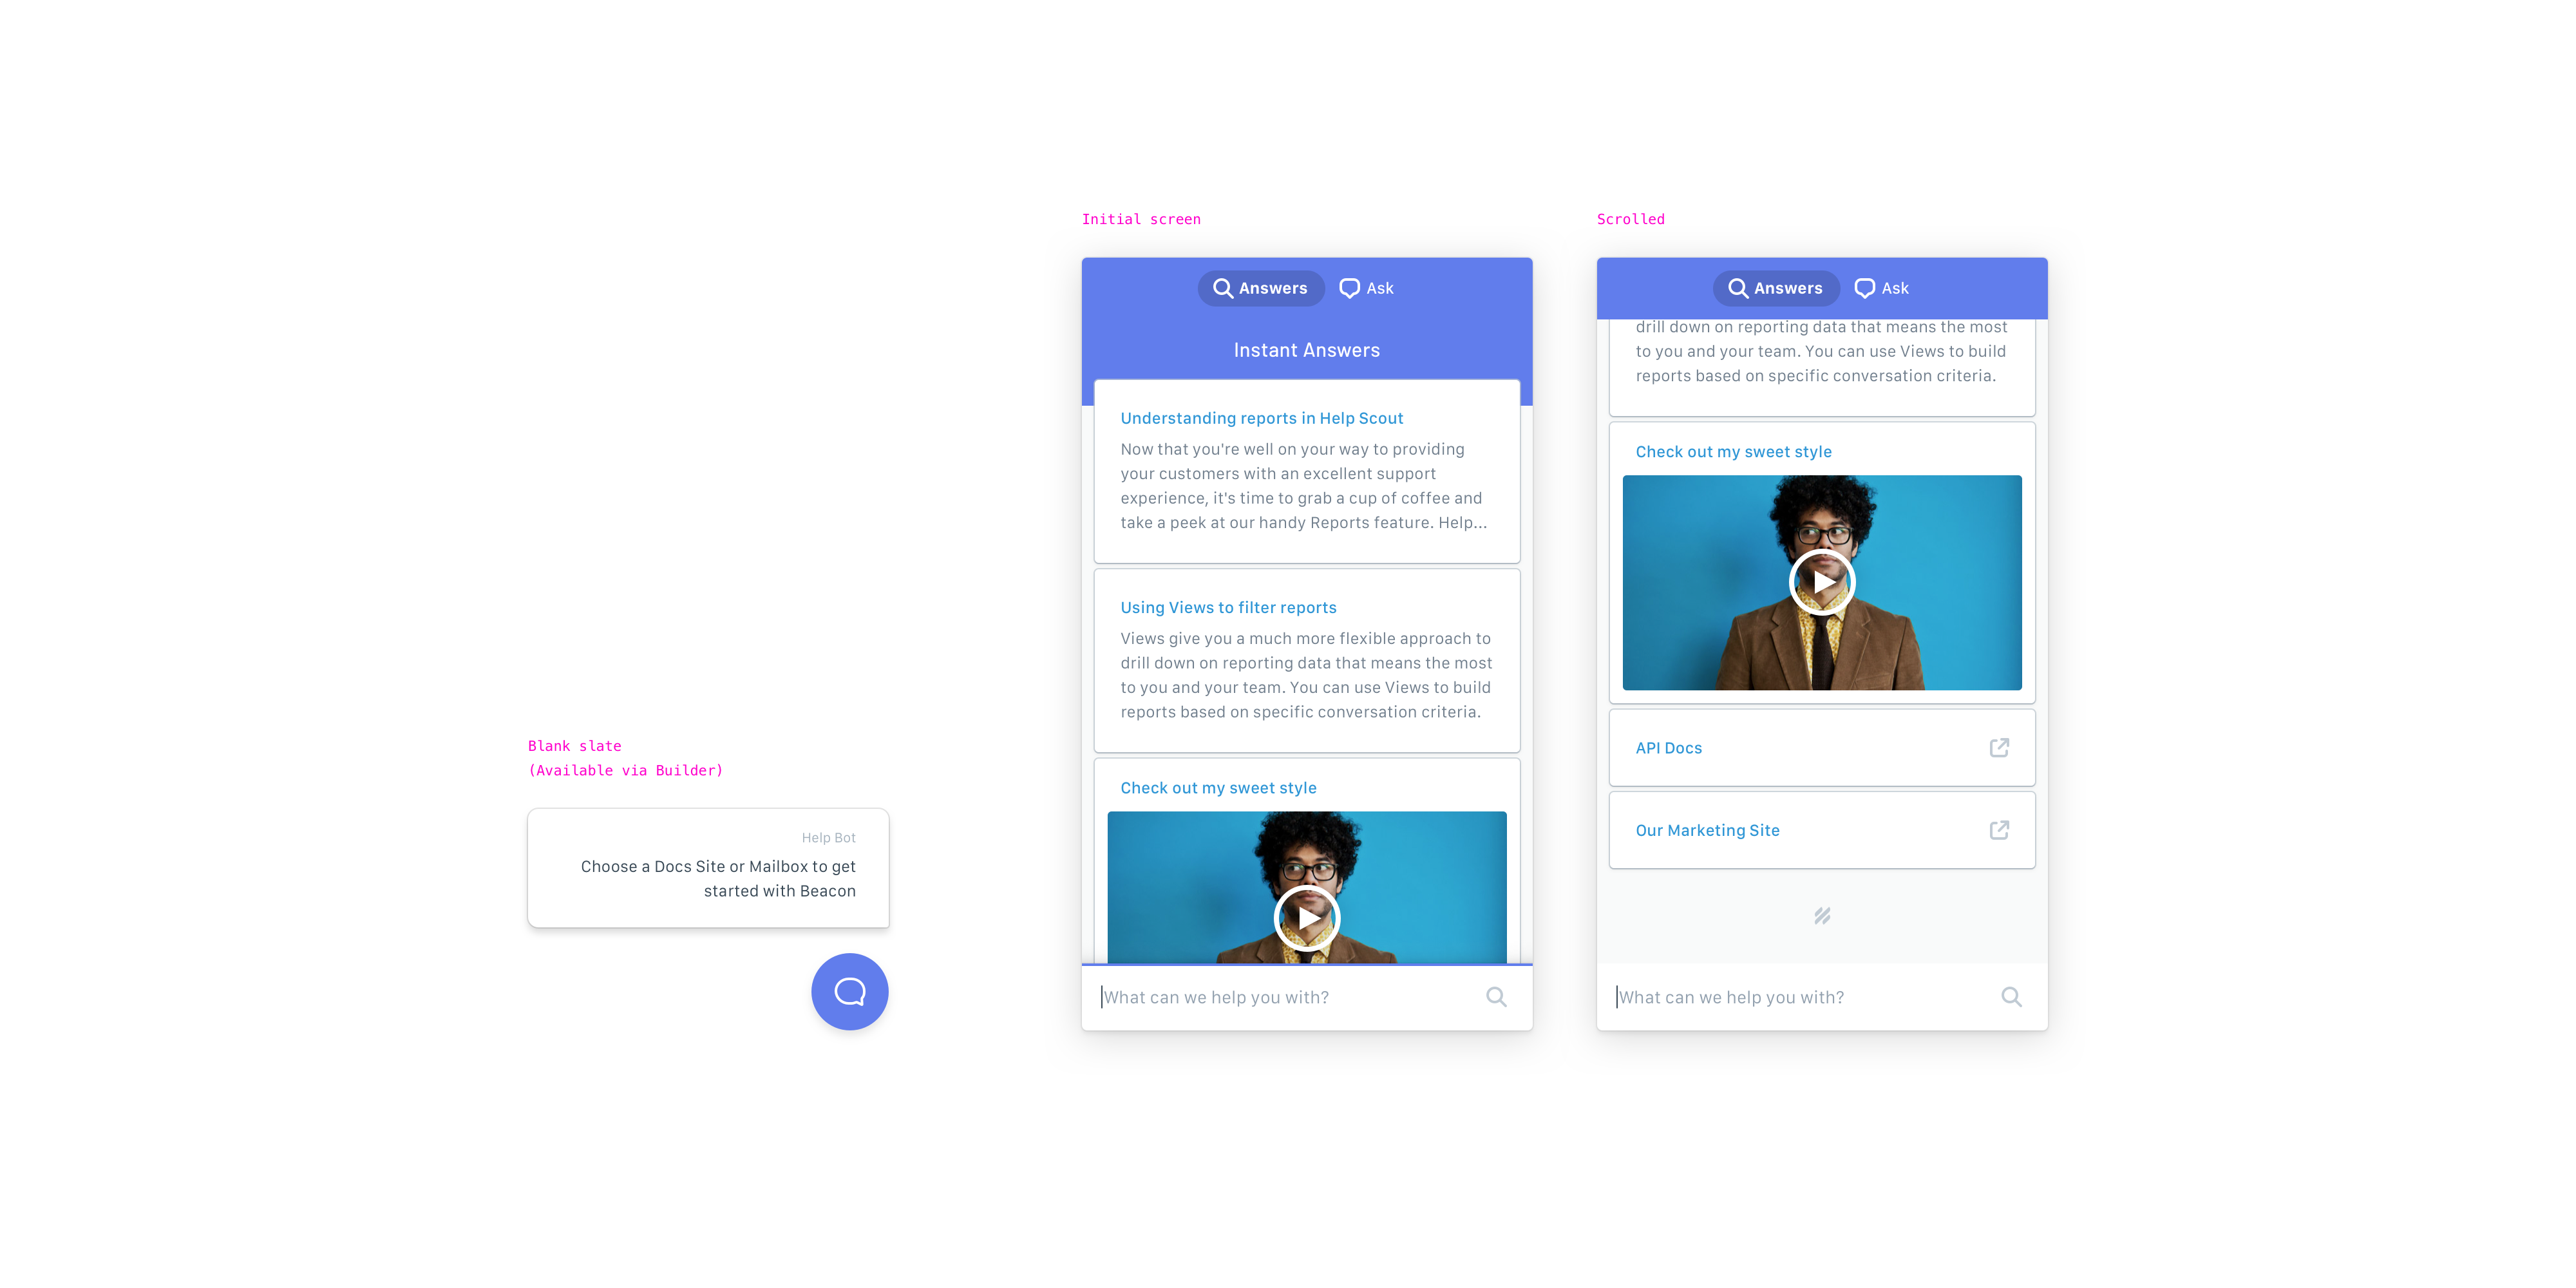 Blank slate
(Available via Builder)
Help Bot
Choose a Docs Site or Mailbox to get
started with Beacon
Initial screen
Answers
Ask
Instant Answers
Understanding reports in Help Scout
Now that you're well on your way to providing
your customers with an excellent support
experience, it's time to grab a cup of coffee and
take a peek at our handy Reports feature. Help...
Using Views to filter reports
Views give you a much more flexible approach to
drill down on reporting data that means the most
to you and your team. You can use Views to build
reports based on specific conversation criteria.
Check out my sweet style
What can we help you with?
Scrolled
Answers
Ask
drill down on reporting data that means the most
to you and your team. You can use Views to build
reports based on specific conversation criteria.
Check out my sweet style
API Docs
Our Marketing Site
What can we help you with?